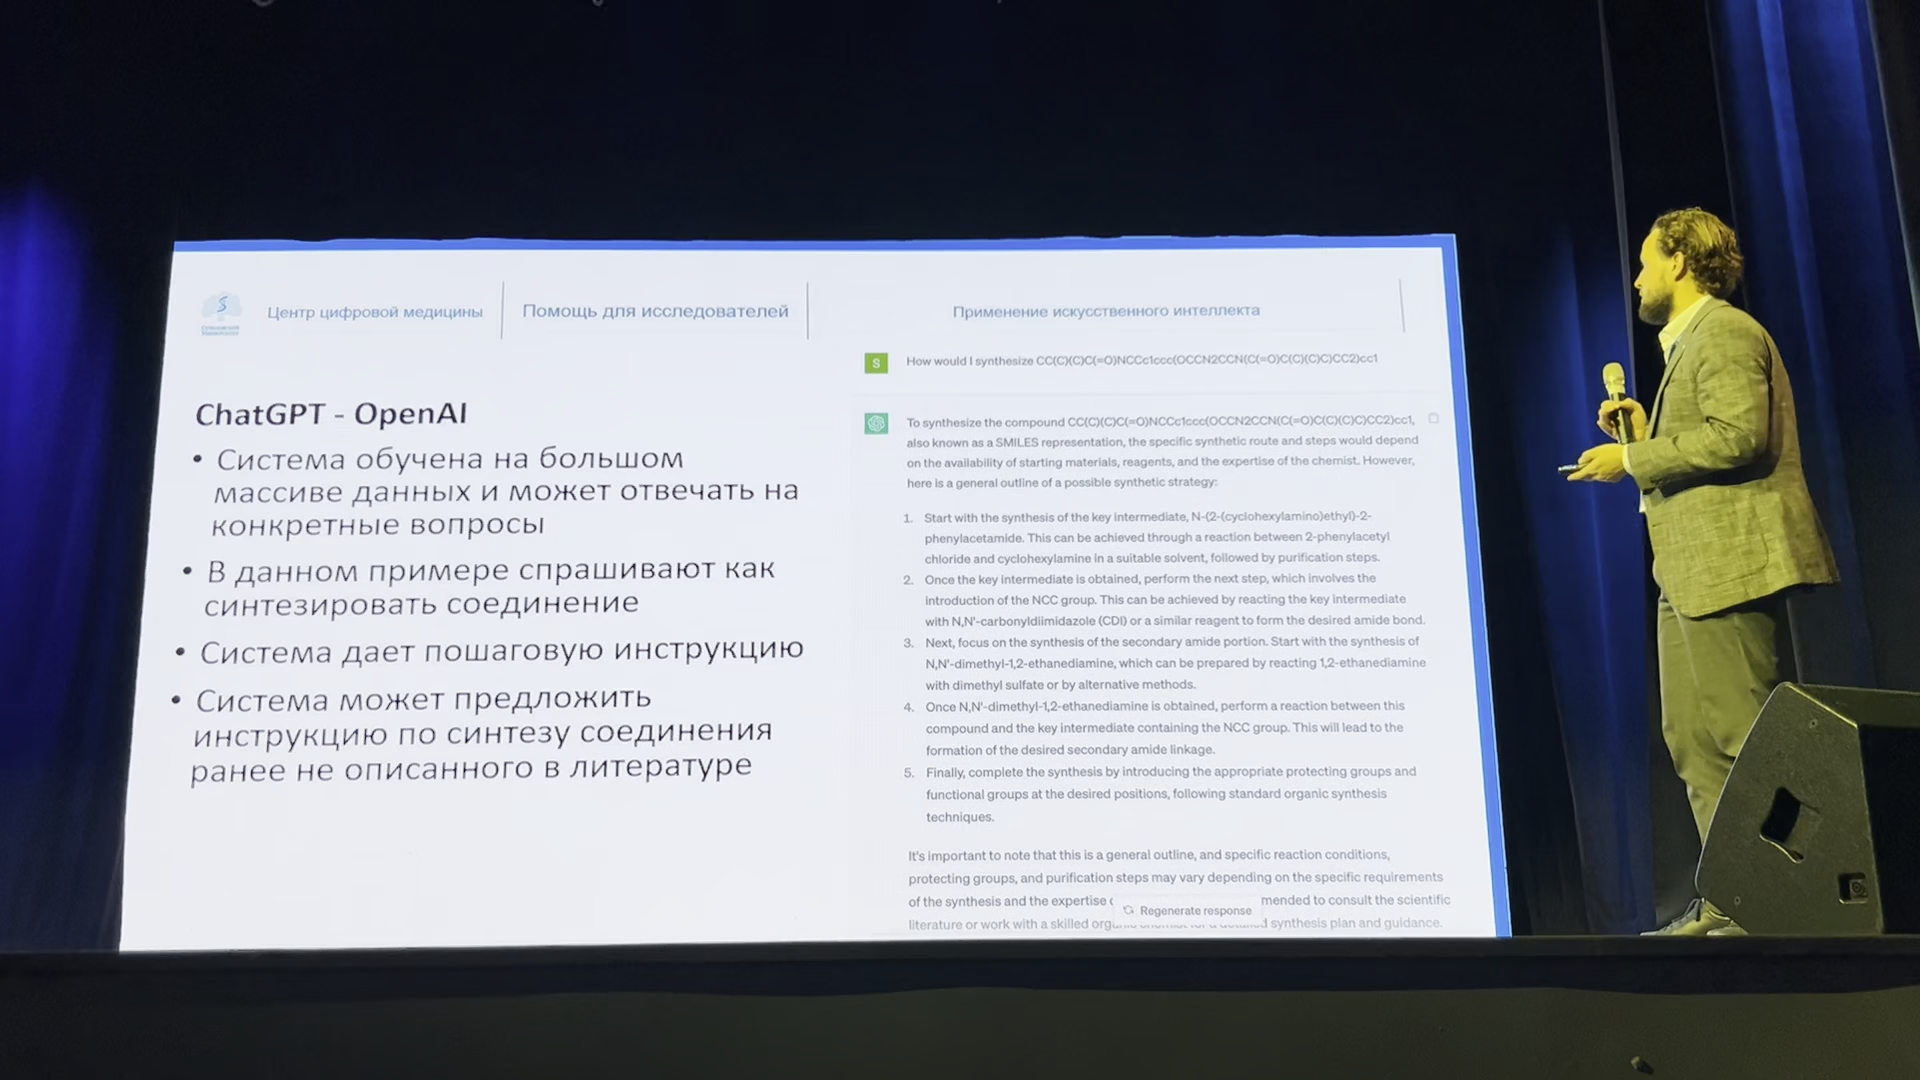 Центр цифровой медицины
Помощь для исследователей
Применение искусственного интеллекта
ChatGPT - OpenAI
• Система обучена на большом
массиве данных и может отвечать на
конкретные вопросы
• В данном примере спрашивают как
синтезировать соединение
• Система дает пошаговую инструкцию
• Система может предложить
инструкцию по синтезу соединения
ранее не описанного в литературе
S
How would I synthesize CC(C)(C)C(=O)NCCc1ccc(OCCN2CCN(C(=O)C(C)(C)C)CC2)cc1
To synthesize the compound CC(C)(C)C(=O)NCCc1ccc(OCCN2CCN(C(=O)C(C)(C)C)CC2)cc1,
also known as a SMILES representation, the specific synthetic route and steps would depend
on the availability of starting materials, reagents, and the expertise of the chemist. However,
here is a general outline of a possible synthetic strategy:
1. Start with the synthesis of the key intermediate, N-(2-(cyclohexylamino)ethyl)-2-
phenylacetamide. This can be achieved through a reaction between 2-phenylacetyl
chloride and cyclohexylamine in a suitable solvent, followed by purification steps.
2. Once the key intermediate is obtained, perform the next step, which involves the
introduction of the NCC group. This can be achieved by reacting the key intermediate
with N,N'-carbonyldiimidazole (CDI) or a similar reagent to form the desired amide bond.
3. Next, focus on the synthesis of the secondary amide portion. Start with the synthesis of
N,N'-dimethyl-1,2-ethanediamine, which can be prepared by reacting 1,2-ethanediamine
with dimethyl sulfate or by alternative methods.
4. Once N,N'-dimethyl-1,2-ethanediamine is obtained, perform a reaction between this
compound and the key intermediate containing the NCC group. This will lead to the
formation of the desired secondary amide linkage.
5. Finally, complete the synthesis by introducing the appropriate protecting groups and
functional groups at the desired positions, following standard organic synthesis
techniques.
It's important to note that this is a general outline, and specific reaction conditions,
protecting groups, and purification steps may vary depending on the specific requirements
of the synthesis and the expertise mended to consult the scientific
Regenerate response
literature or work with a skilled synthesis plan and guidance.